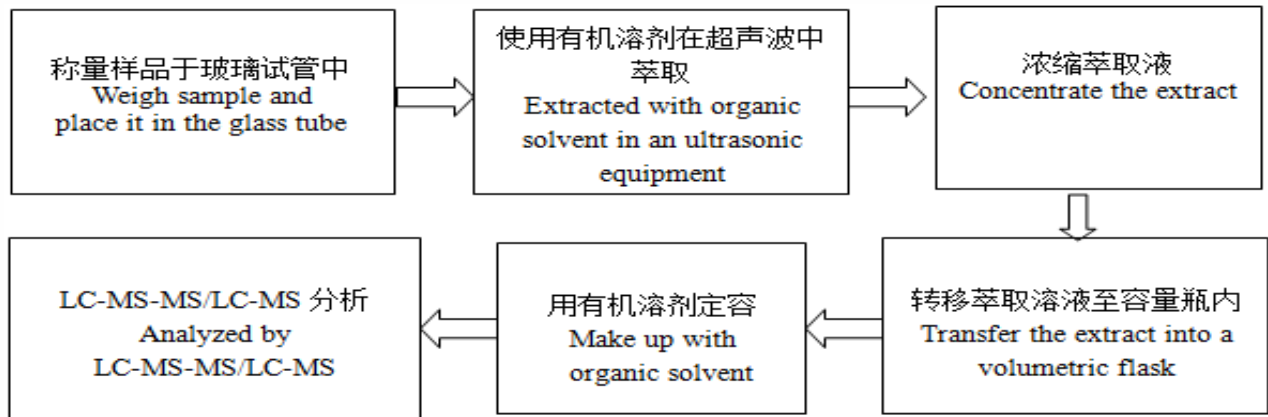 称量样品于玻璃试管中
Weigh sample and
place it in the glass tube
使用有机溶剂在超声波中
萃取
Extracted with organic
solvent in an ultrasonic
equipment
浓缩萃取液
Concentrate the extract
转移萃取溶液至容量瓶内
Transfer the extract into a
volumetric flask
用有机溶剂定容
Make up with
organic solvent
LC-MS-MS/LC-MS 分析
Analyzed by
LC-MS-MS/LC-MS